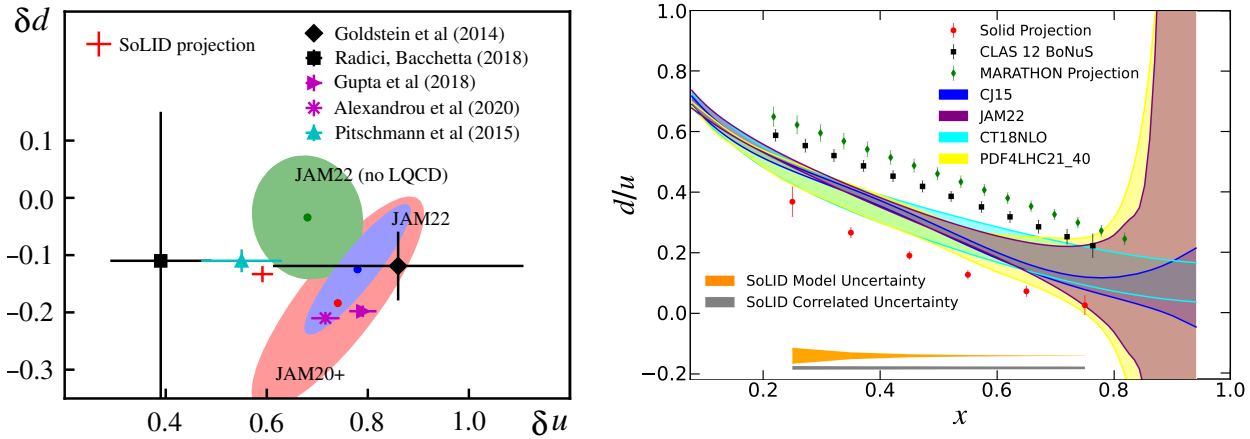 δd
SoLID projection
Goldstein et al (2014)
Radici, Bacchetta (2018)
Gupta et al (2018)
Alexandrou et al (2020)
Pitschmann et al (2015)
0.1
0.0
−0.1
−0.2
−0.3
JAM22 (no LQCD)
JAM22
JAM20+
0.4
0.6
0.8
1.0
δu
Solid Projection
CLAS 12 BoNuS
MARATHON Projection
CJ15
JAM22
CT18NLO
PDF4LHC21_40
1.0
0.8
0.6
0.4
0.2
0.0
−0.2
d/u
SoLID Model Uncertainty
SoLID Correlated Uncertainty
0.2
0.4
0.6
0.8
1.0
x